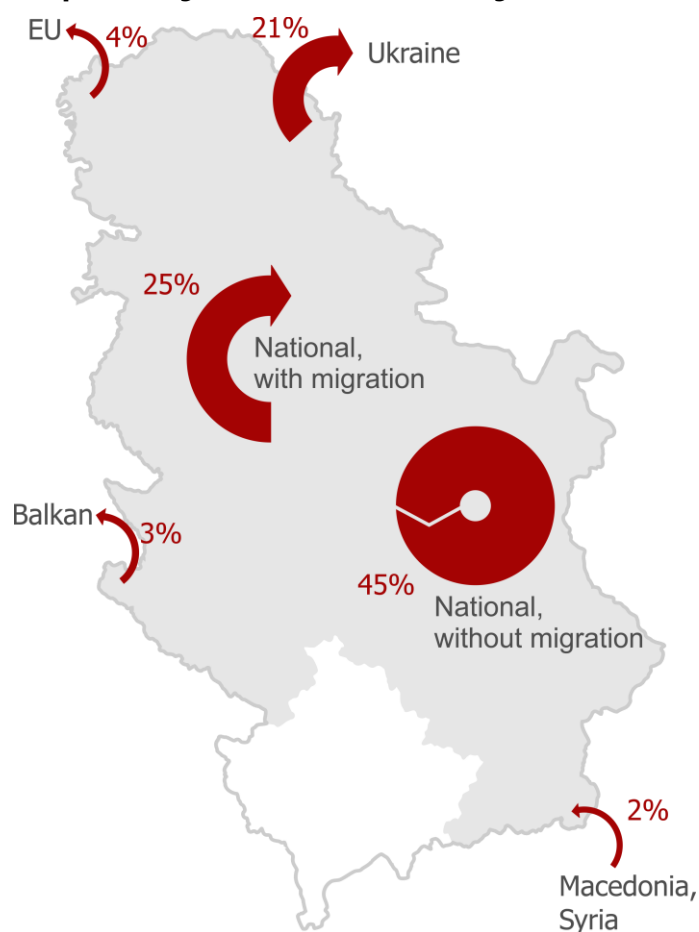 EU
4%
21%
Ukraine
25%
National,
with migration
Balkan
3%
45%
National,
without migration
2%
Macedonia,
Syria